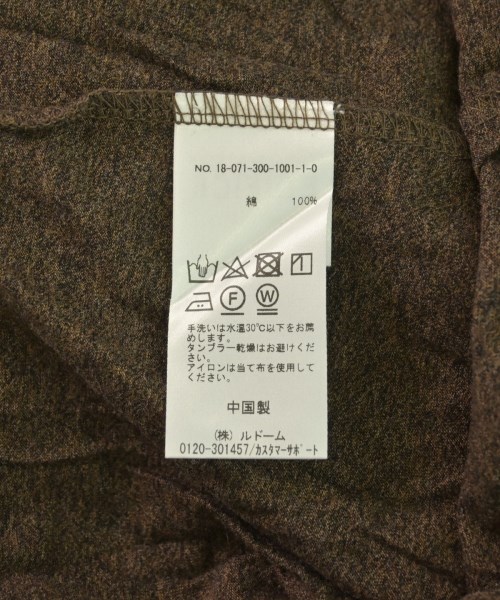 NO. 18-071-300-1001-1-0
綿 100%
F W
手洗いは水温30℃以下をお薦
めします。
タンブラー乾燥はお避けくだ
さい。
アイロンは当て布を使用して
ください。
中国製
(株) ルドーム
0120-301457/カスタマーサポート